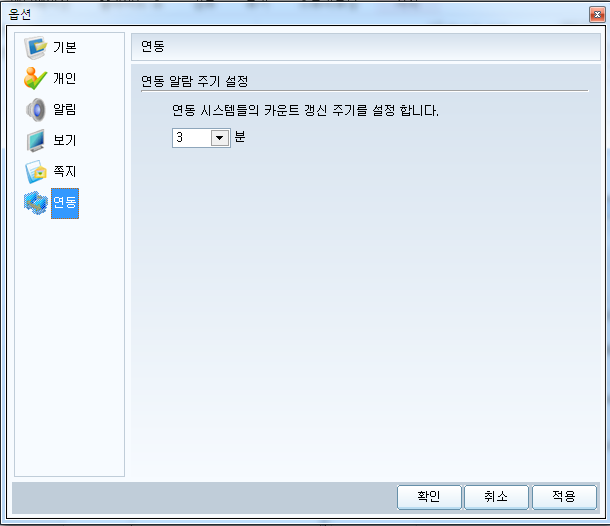 옵션
기본
개인
알림
보기
쪽지
연동
연동
연동 알람 주기 설정
연동 시스템들의 카운트 갱신 주기를 설정 합니다.
3 분
확인 취소 적용